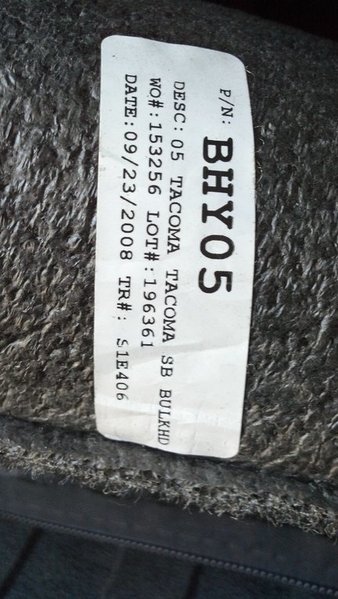 P/N: BHY05
DESC: 05 TACOMA TACOMA SB BULKHD
WO#:153256 LOT#:196361
DATE:09/23/2008 TR#: S1E406